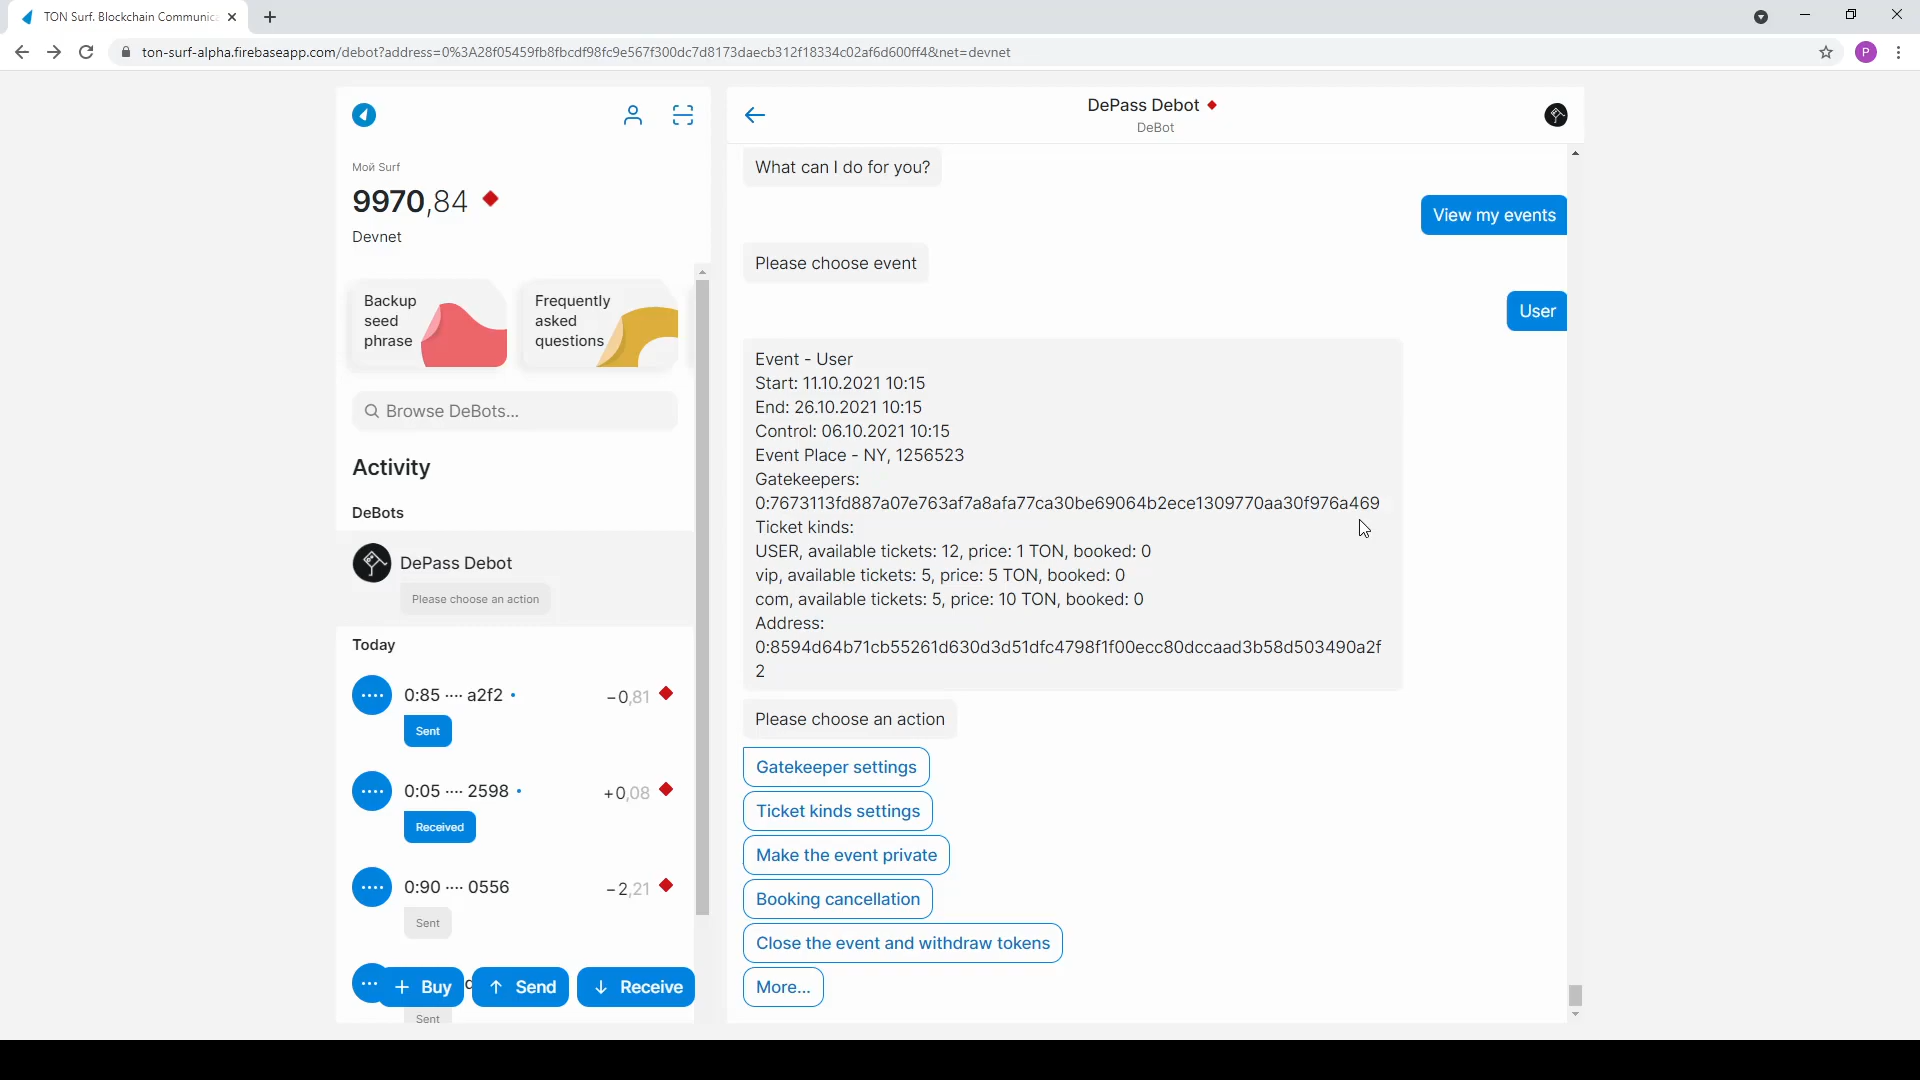 TON Surf. Blockchain Communic
ton-surf-alpha.firebaseapp.com/debot?address=0%3A28f05459fb8fbcdf98fc9e567f300dc7d8173daecb312f18334c02af6d600ff4&net=devnet
P
Мой Surf
9970,84
Devnet
Backup
seed
phrase
Frequently
asked
questions
Browse DeBots...
Activity
DeBots
DePass Debot
Please choose an action
Today
0:85 ···· a2f2
−0,81
Sent
0:05 ···· 2598
+0,08
Received
0:90 ···· 0556
−2,21
Sent
Buy
Send
Receive
Sent
DePass Debot
DeBot
What can I do for you?
View my events
Please choose event
User
Event - User
Start: 11.10.2021 10:15
End: 26.10.2021 10:15
Control: 06.10.2021 10:15
Event Place - NY, 1256523
Gatekeepers:
0:7673113fd887a07e763af7a8afa77ca30be69064b2ece1309770aa30f976a469
Ticket kinds:
USER, available tickets: 12, price: 1 TON, booked: 0
vip, available tickets: 5, price: 5 TON, booked: 0
com, available tickets: 5, price: 10 TON, booked: 0
Address:
0:8594d64b71cb55261d630d3d51dfc4798f1f00ecc80dccaad3b58d503490a2f
2
Please choose an action
Gatekeeper settings
Ticket kinds settings
Make the event private
Booking cancellation
Close the event and withdraw tokens
More...